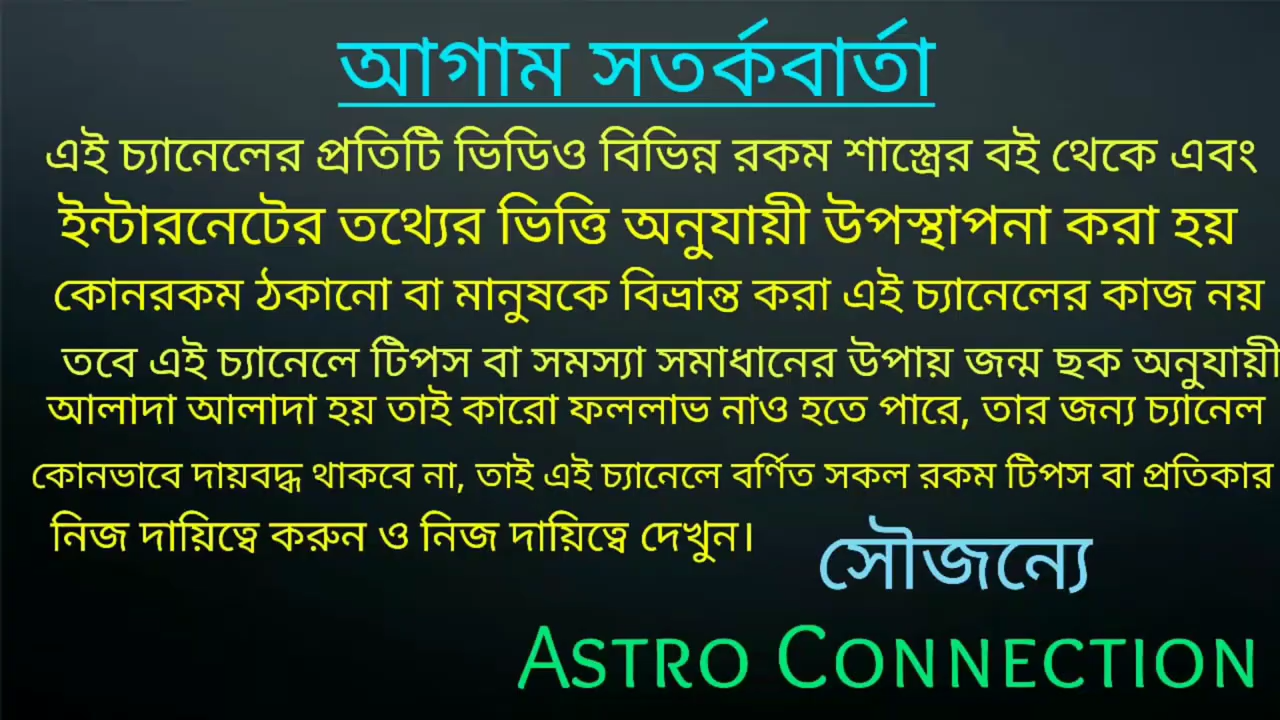 আগাম সতর্কবার্তা
এই চ্যানেলের প্রতিটি ভিডিও বিভিন্ন রকম শাস্ত্রের বই থেকে এবং
ইন্টারনেটের তথ্যের ভিত্তি অনুযায়ী উপস্থাপনা করা হয়
কোনরকম ঠকানো বা মানুষকে বিভ্রান্ত করা এই চ্যানেলের কাজ নয়
তবে এই চ্যানেলে টিপস বা সমস্যা সমাধানের উপায় জন্ম ছক অনুযায়ী
আলাদা আলাদা হয় তাই কারো ফললাভ নাও হতে পারে, তার জন্য চ্যানেল
কোনভাবে দায়বদ্ধ থাকবে না, তাই এই চ্যানেলে বর্ণিত সকল রকম টিপস বা প্রতিকার
নিজ দায়িত্বে করুন ও নিজ দায়িত্বে দেখুন।
সৌজন্যে
ASTRO CONNECTION